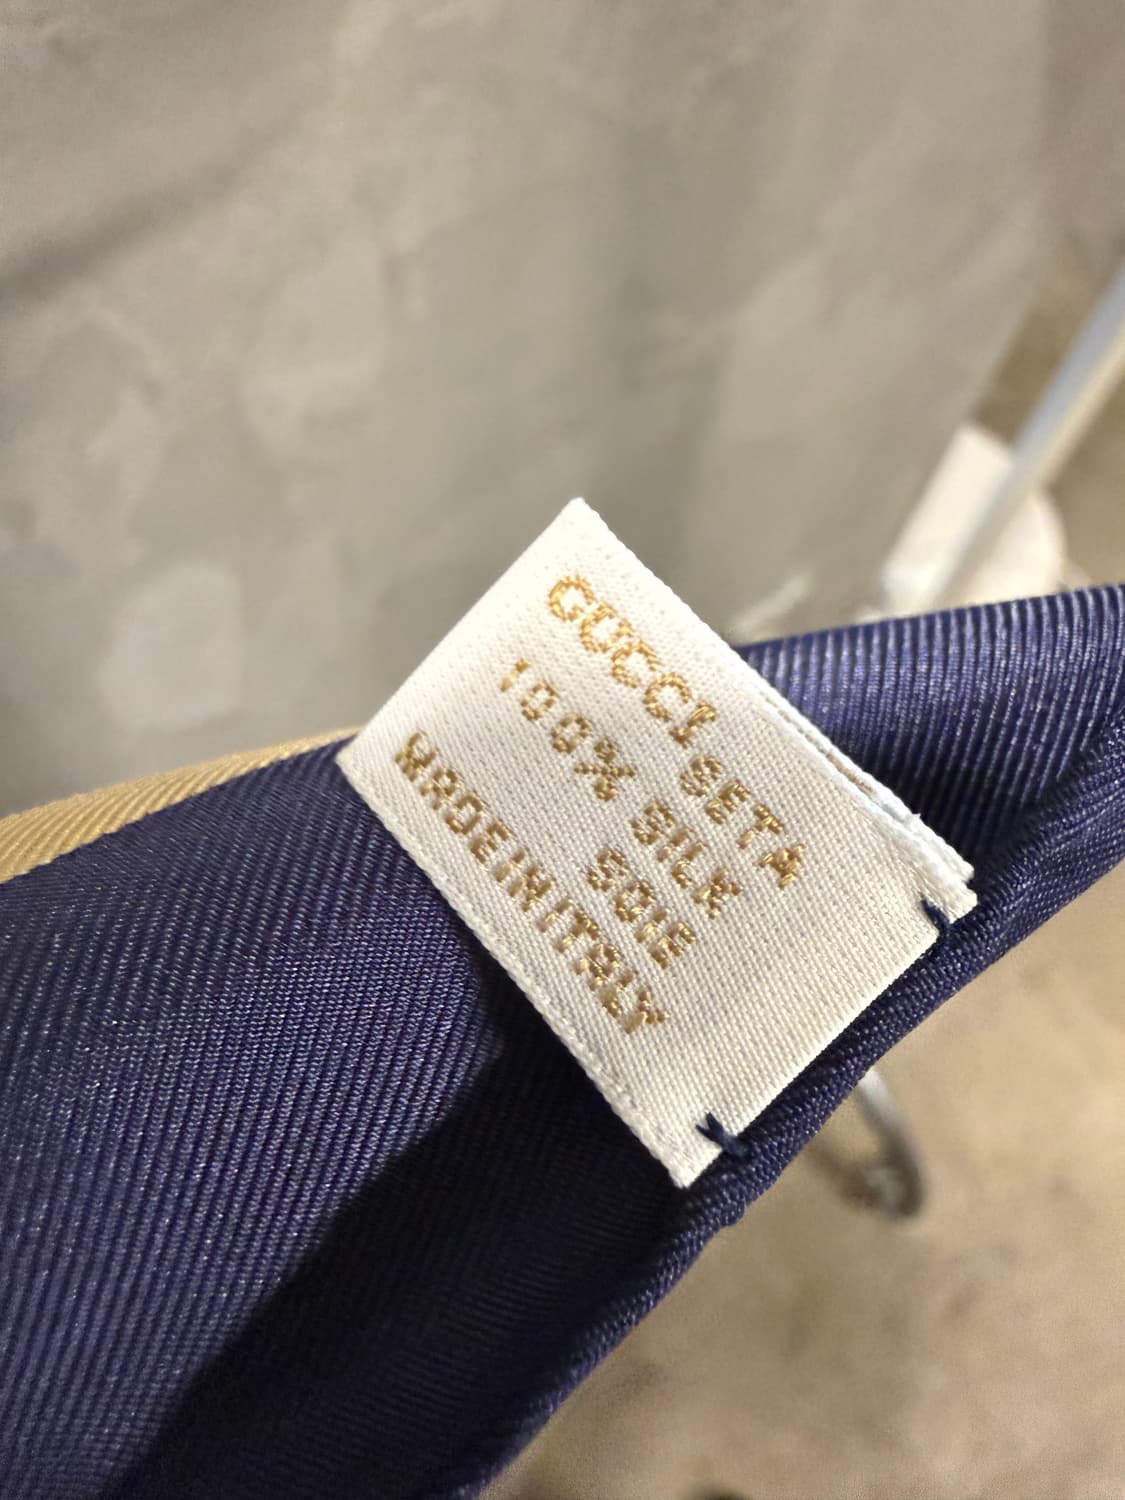 GUCCI SETA
100% SILK
SOIE
MADE IN ITALY